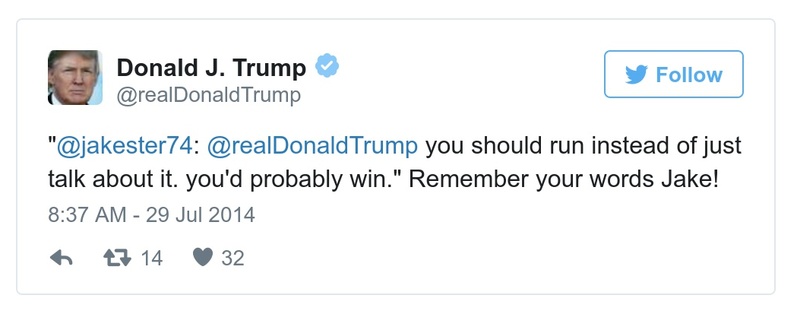 Donald J. Trump
@realDonaldTrump
Follow
"@jakester74: @realDonaldTrump you should run instead of just
talk about it. you'd probably win." Remember your words Jake!
8:37 AM - 29 Jul 2014
14 32